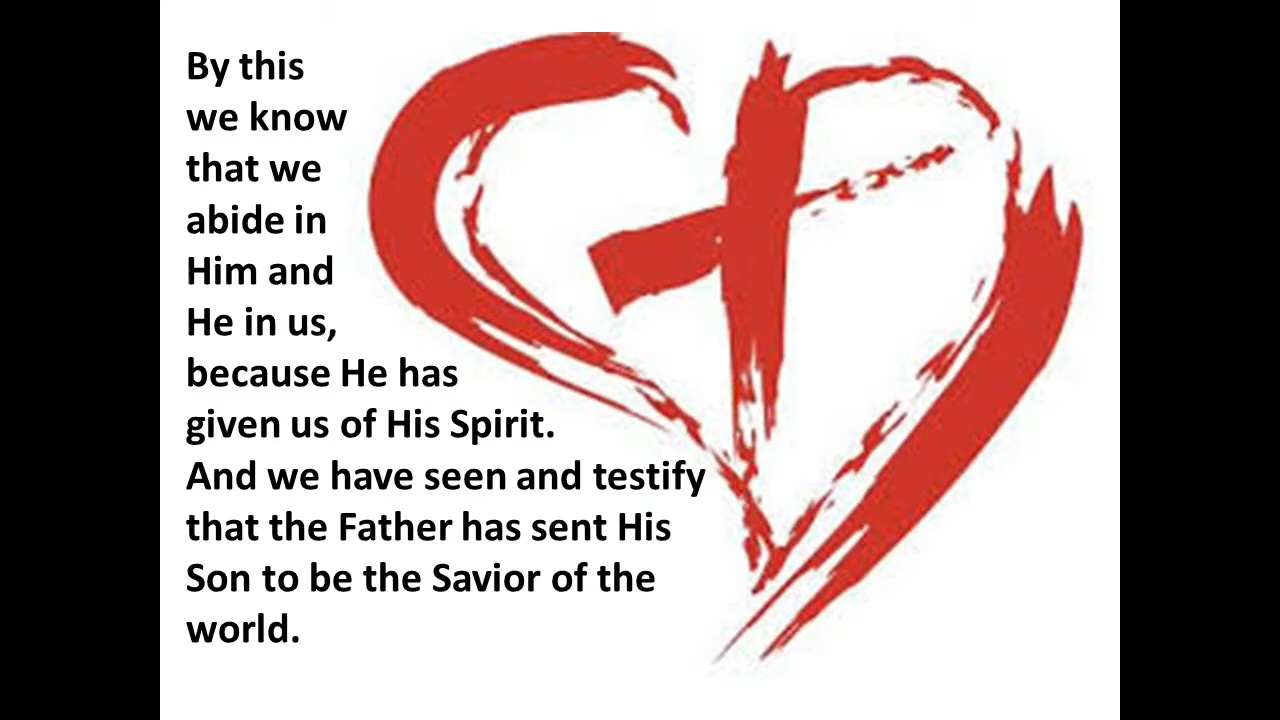 By this
we know
that we
abide in
Him and
He in us,
because He has
given us of His Spirit.
And we have seen and testify
that the Father has sent His
Son to be the Savior of the
world.